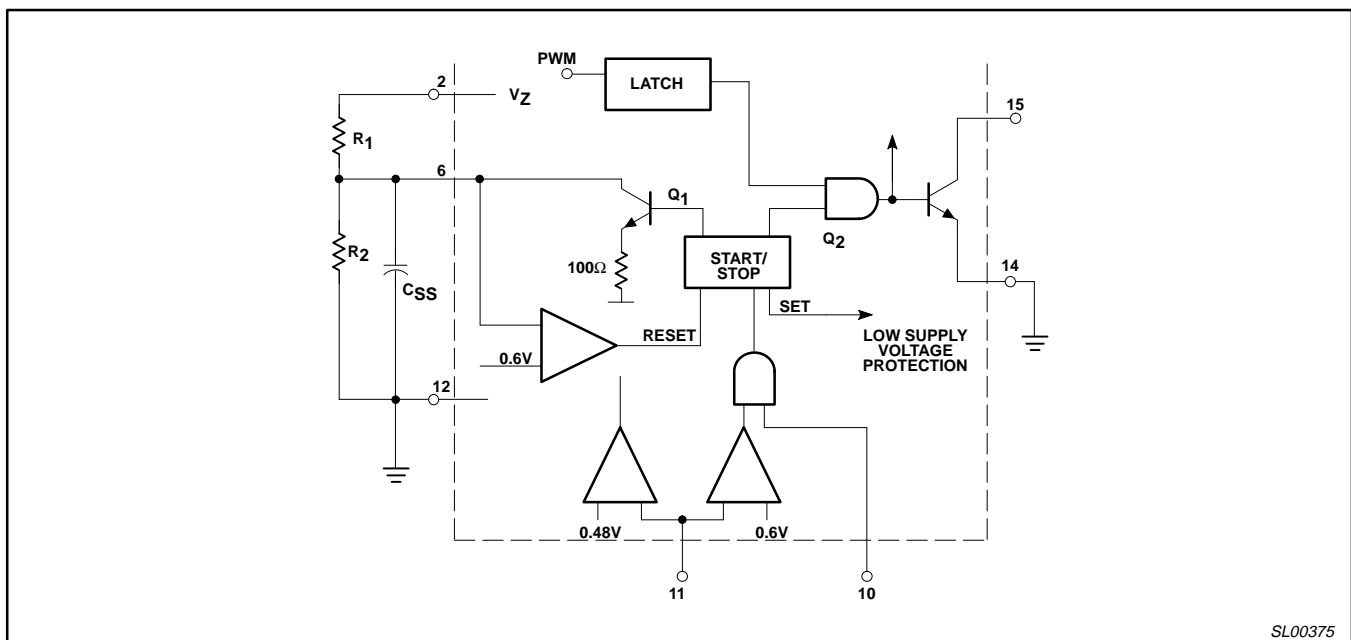 PWM
LATCH
2
VZ
15
R1
6
Q1
Q2
R2
START/
STOP
100Ω
14
CSS
SET
RESET
LOW SUPPLY
VOLTAGE
PROTECTION
0.6V
12
0.48V
0.6V
11
10
SL00375